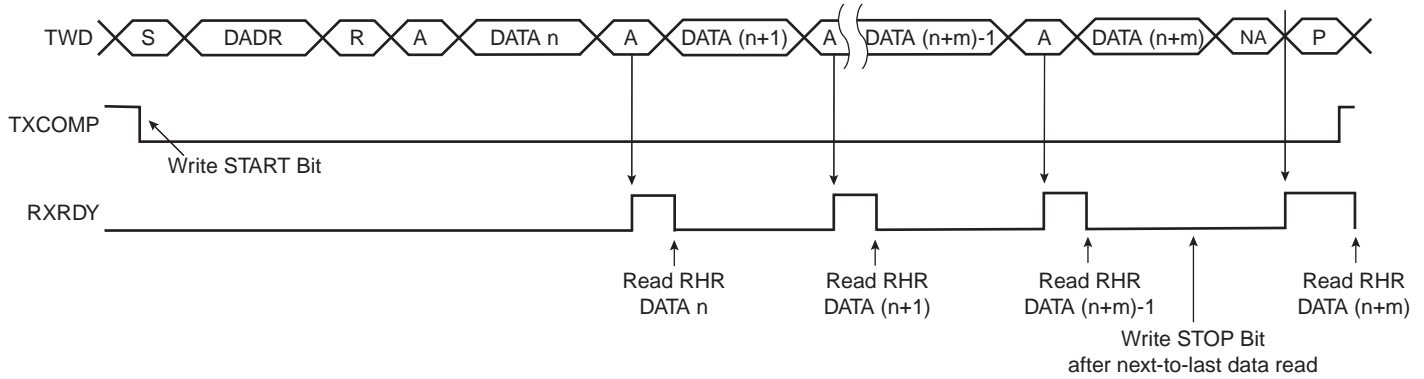 TWD S DADR R A DATA n A DATA (n+1) A DATA (n+m)-1 A DATA (n+m) NA P
TXCOMP
Write START Bit
RXRDY
Read RHR
DATA n
Read RHR
DATA (n+1)
Read RHR
DATA (n+m)-1
Read RHR
DATA (n+m)
Write STOP Bit
after next-to-last data read